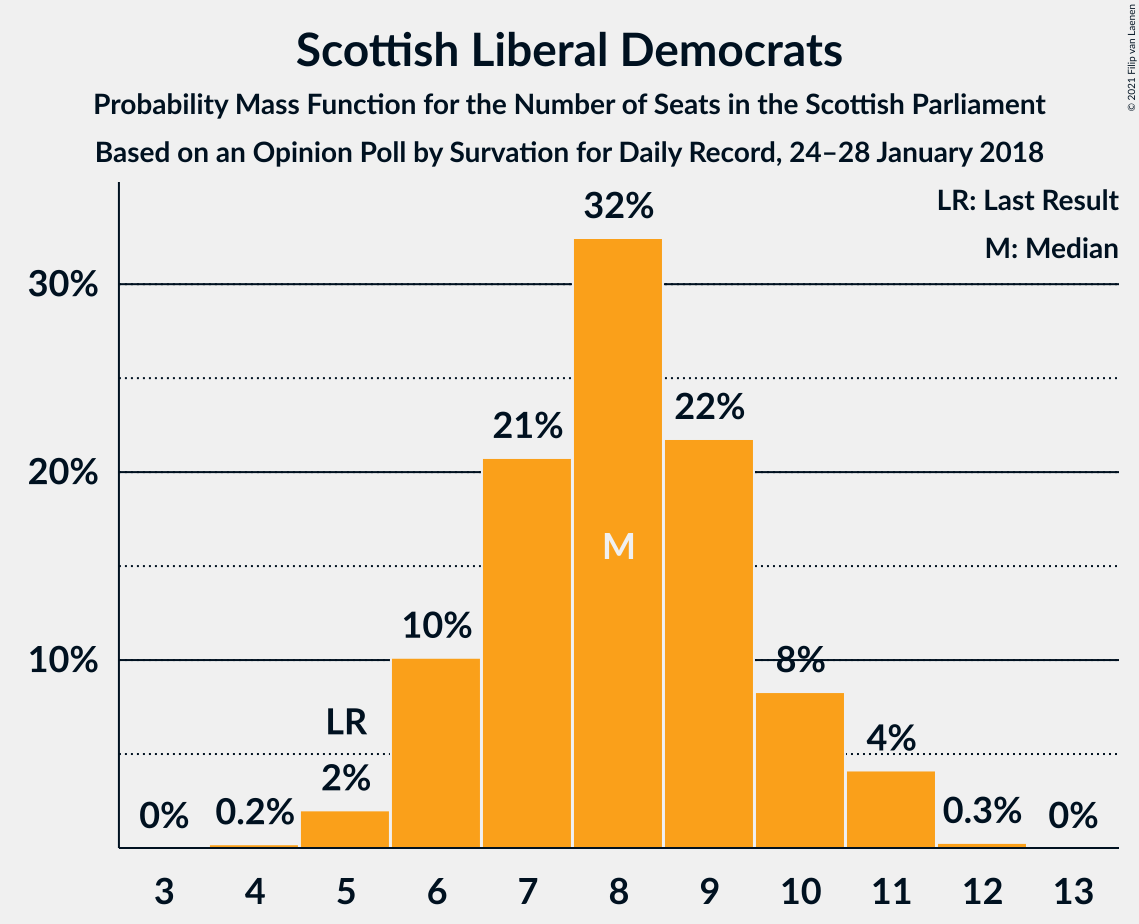 Scottish Liberal Democrats
Probability Mass Function for the Number of Seats in the Scottish Parliament
Based on an Opinion Poll by Survation for Daily Record, 24–28 January 2018
© 2021 Filip van Laenen
LR: Last Result
M: Median
32%
30%
22%
21%
20%
M
10%
10%
8%
LR
4%
2%
0%
0.2%
0.3%
0%
3 4 5 6 7 8 9 10 11 12 13